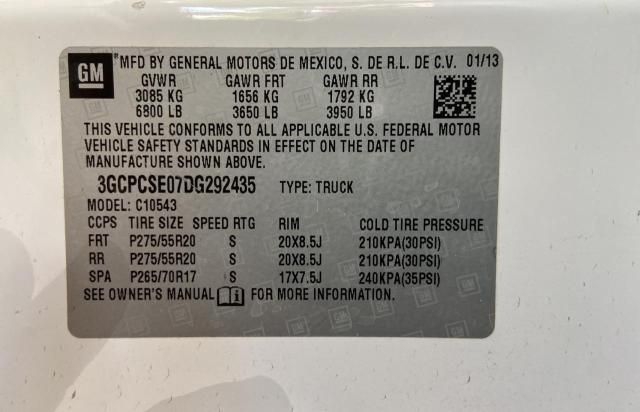 GM MFD BY GENERAL MOTORS DE MEXICO, S. DE R.L. DE C.V. 01/13
GVWR GAWR FRT GAWR RR
3085 KG 1656 KG 1792 KG
6800 LB 3650 LB 3950 LB
THIS VEHICLE CONFORMS TO ALL APPLICABLE U.S. FEDERAL MOTOR
VEHICLE SAFETY STANDARDS IN EFFECT ON THE DATE OF
MANUFACTURE SHOWN ABOVE.
3GCPCSE07DG292435 TYPE: TRUCK
MODEL: C10543
CCPS TIRE SIZE SPEED RTG RIM COLD TIRE PRESSURE
FRT P275/55R20 S 20X8.5J 210KPA(30PSI)
RR P275/55R20 S 20X8.5J 210KPA(30PSI)
SPA P265/70R17 S 17X7.5J 240KPA(35PSI)
SEE OWNER'S MANUAL i FOR MORE INFORMATION.